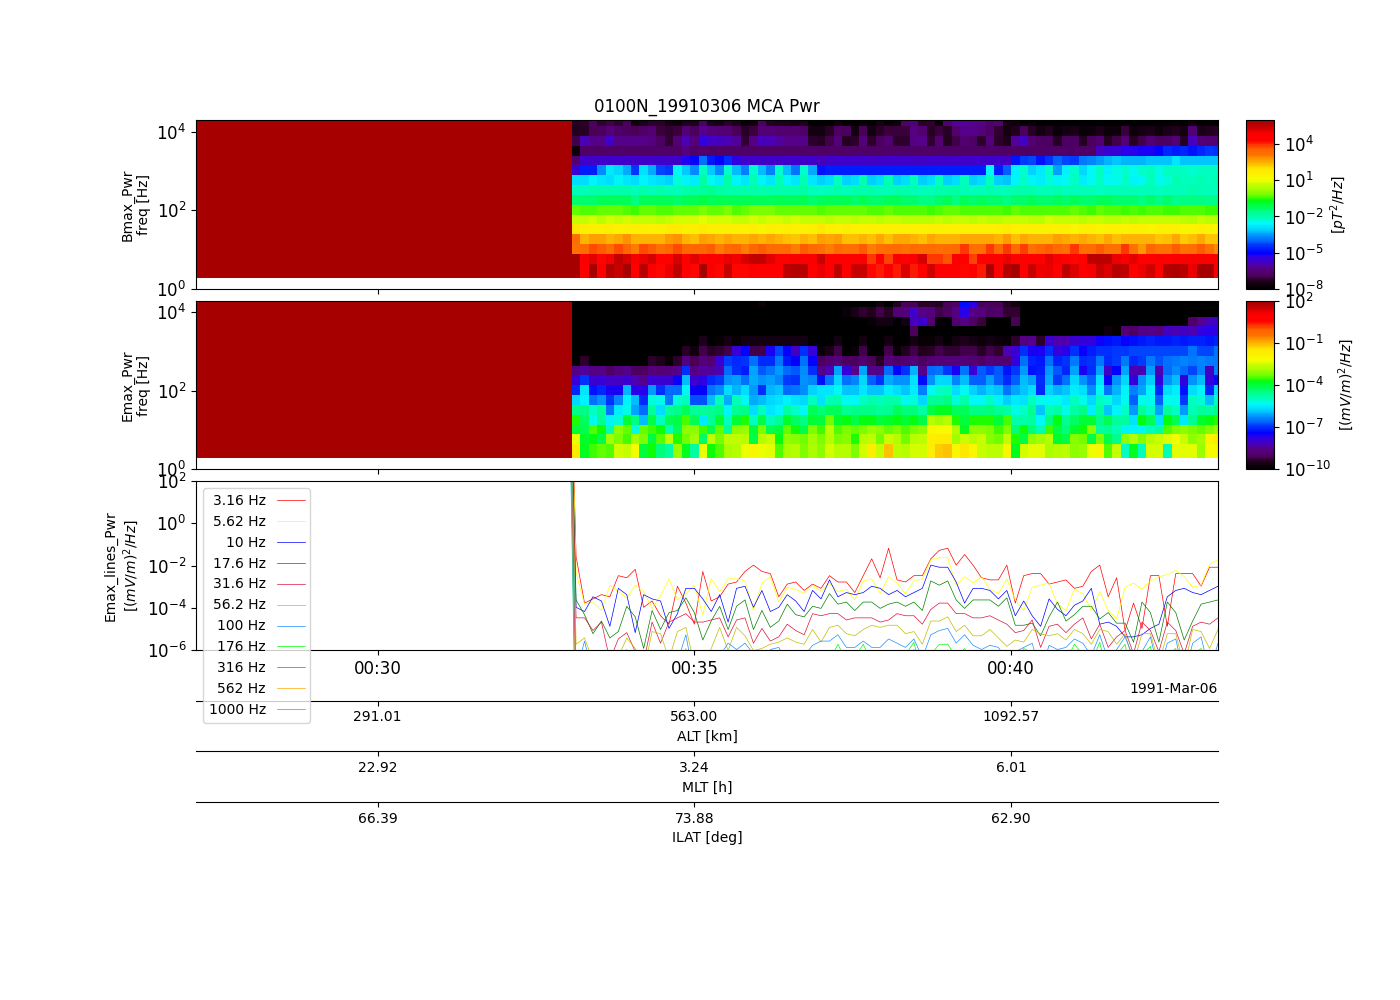 0100N_19910306 MCA Pwr
Bmax_Pwr
freq [Hz]
10^4
10^2
10^0
10^4
10^1
10^-2
10^-5
10^-8
[pT^2/Hz]
Emax_Pwr
freq [Hz]
10^4
10^2
10^0
10^2
10^-1
10^-4
10^-7
10^-10
[(mV/m)^2/Hz]
Emax_lines_Pwr
[(mV/m)^2/Hz]
10^2
10^0
10^-2
10^-4
10^-6
3.16 Hz
5.62 Hz
10 Hz
17.6 Hz
31.6 Hz
56.2 Hz
100 Hz
176 Hz
316 Hz
562 Hz
1000 Hz
00:30 00:35 00:40
1991-Mar-06
291.01 563.00 1092.57
ALT [km]
22.92 3.24 6.01
MLT [h]
66.39 73.88 62.90
ILAT [deg]